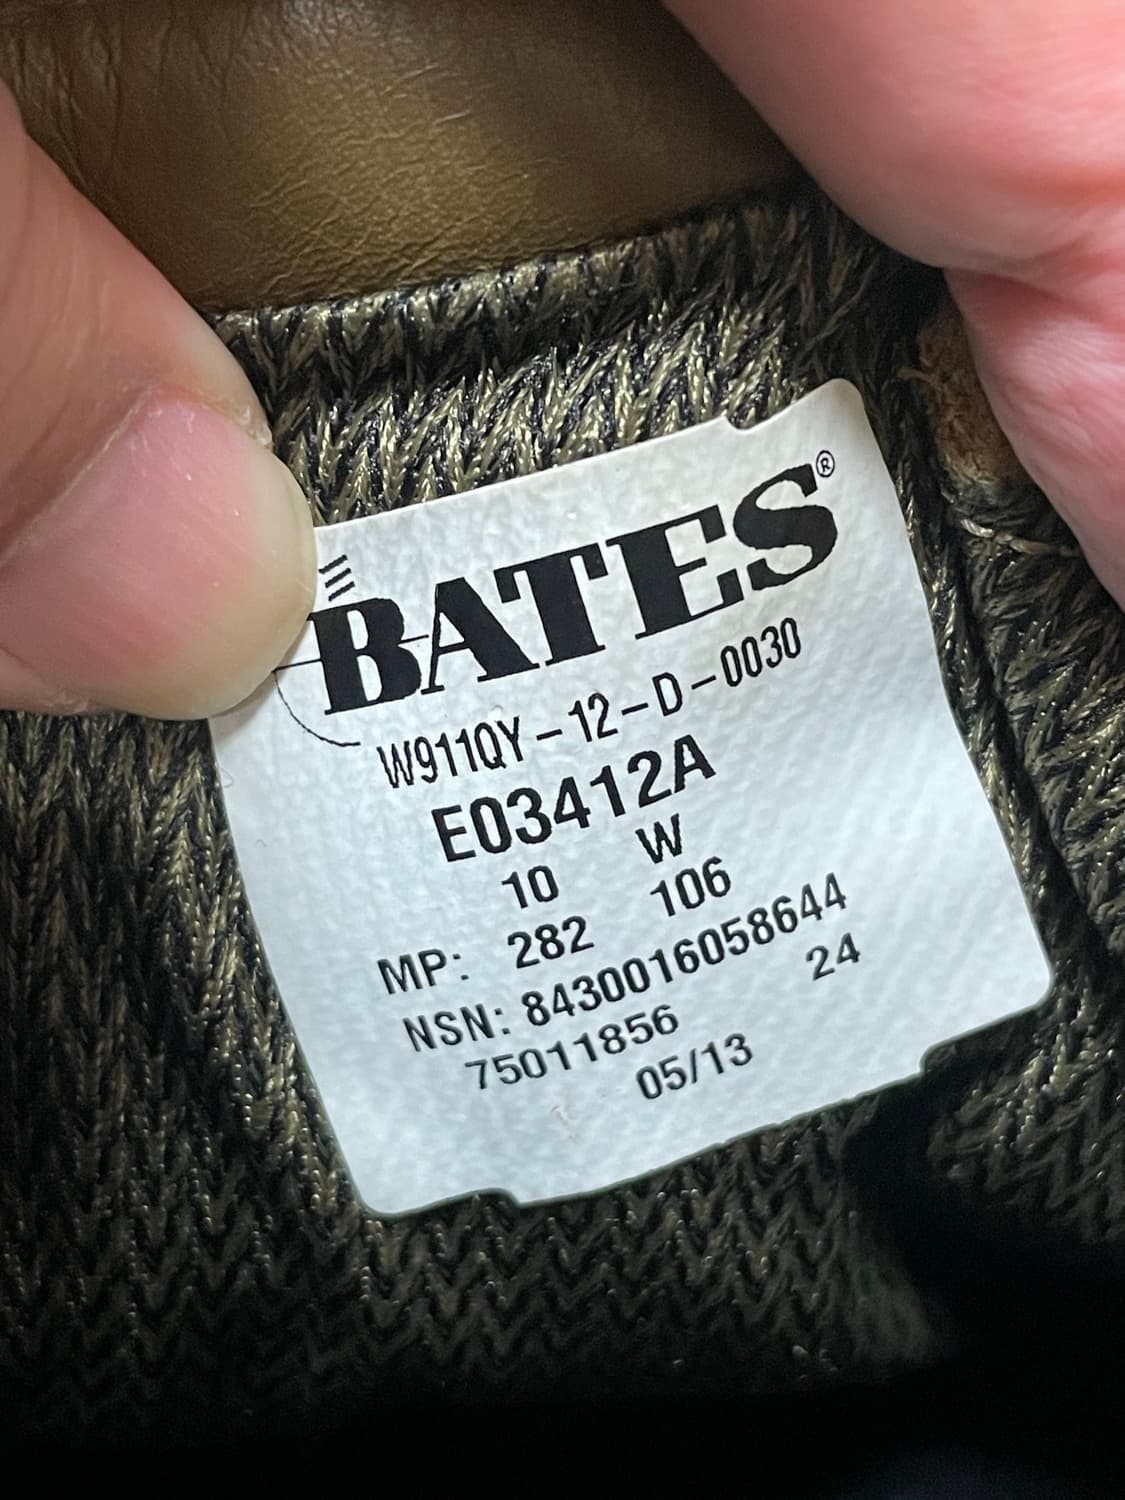 BATES®
W911QY-12-D-0030
E03412A
10 W
MP: 282 106
NSN: 8430016058644
75011856 24
05/13